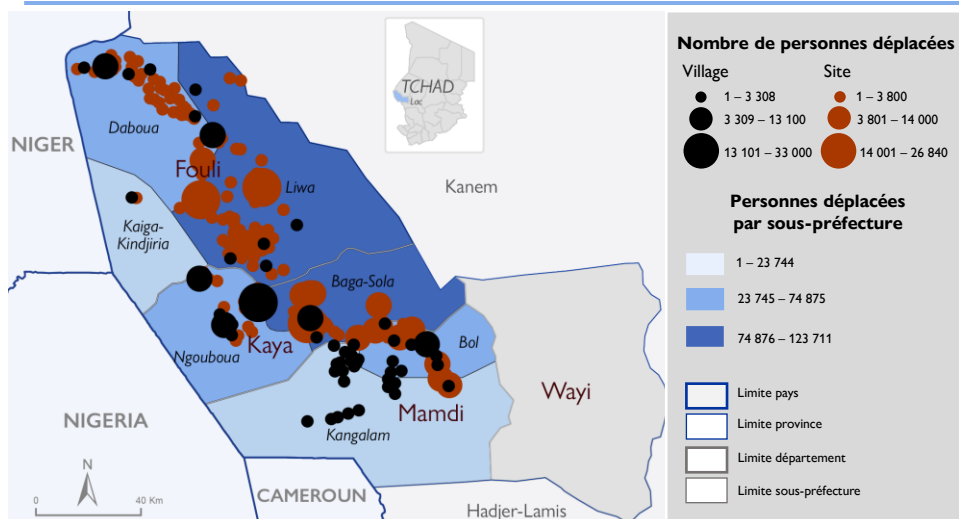 TCHAD
Lac
NIGER
Daboua
Fouli
Liwa
Kanem
Kaiga-
Kindjiria
Baga-Sola
Ngouboua
Kaya
Bol
Wayi
Mamdi
NIGERIA
Kangalam
N
0 40 Km
CAMEROUN
Hadjer-Lamis
Nombre de personnes déplacées
Village Site
1 – 3 308 1 – 3 800
3 309 – 13 100 3 801 – 14 000
13 101 – 33 000 14 001 – 26 840
Personnes déplacées
par sous-préfecture
1 – 23 744
23 745 – 74 875
74 876 – 123 711
Limite pays
Limite province
Limite département
Limite sous-préfecture